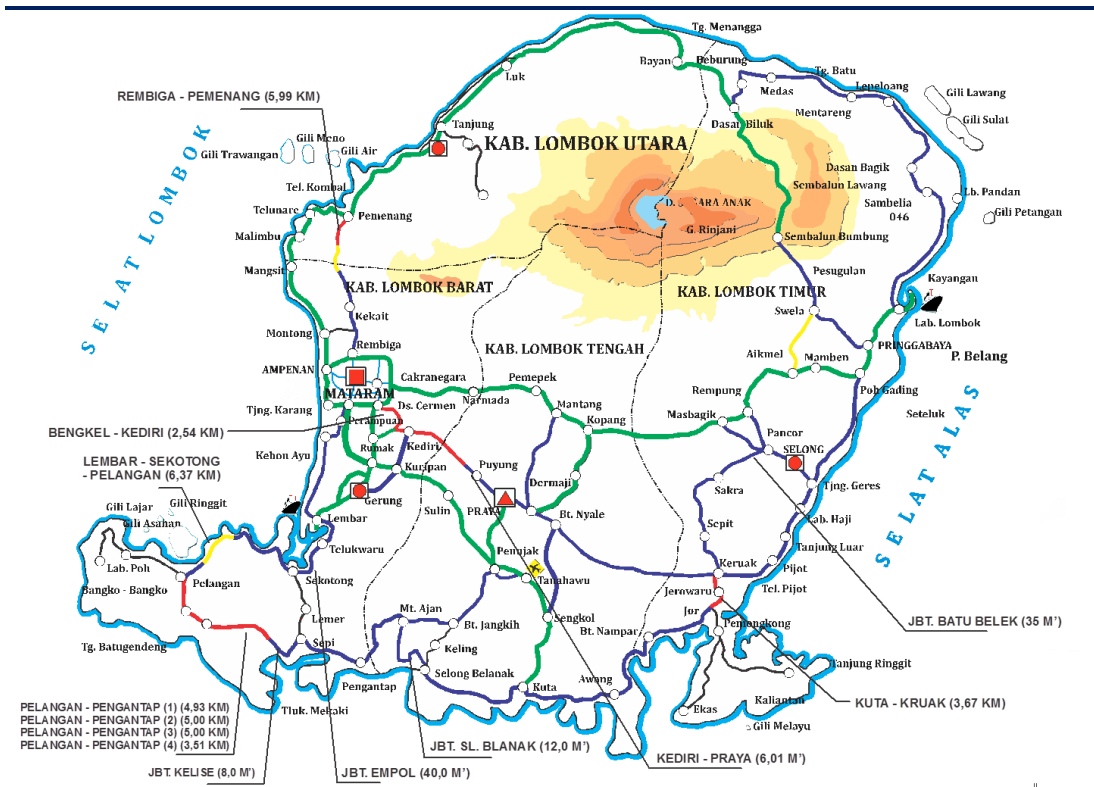 Tg. Menangga
Bayan
Beburung
Tg. Batu
Luk
Medas
Lepeloang
Gili Lawang
REMBIGA - PEMENANG (5,99 KM)
Mentareng
Gili Sulat
Tanjung
Dasan Biluk
SELAT LOMBOK
Gili Meno
KAB. LOMBOK UTARA
Gili Trawangan
Gili Air
Dasan Bagik
Tel. Kombal
Sembalun Lawang
Lb. Pandan
Sambelia
046
G. Rinjani
Gili Petangan
Telunare
Pemenang
Malimbu
Sembalun Bumbung
Mangsit
Pesugulan
Kayangan
KAB. LOMBOK BARAT
KAB. LOMBOK TIMUR
Kekait
Swela
Lab. Lombok
Montong
Rembiga
KAB. LOMBOK TENGAH
PRINGGABAYA
P. Belang
Aikmel
Mamben
AMPENAN
Cakranegara
Pemepek
Rempung
Poh Gading
MATARAM
Narmada
Tjng. Karang
Ds. Cermen
Mantang
Masbagik
Seteluk
Perampuan
Kopang
BENGKEL - KEDIRI (2,54 KM)
Rumak
Kediri
Pancor
SELONG
SELAT ALAS
Kebon Ayu
LEMBAR - SEKOTONG
- PELANGAN (6,37 KM)
Kuripan
Puyung
Dermaji
Sakra
Tjng. Geres
Gili Ringgit
Gerung
Gili Lajar
Sulin
PRAYA
Gili Asahan
Lembar
Bt. Nyale
Sepit
Lab. Haji
Telukwaru
Tanjung Luar
Lab. Poh
Penujak
Keruak
Pijot
Bangko - Bangko
Pelangan
Sekotong
Tanahawu
Tel. Pijot
Jerowaru
Mt. Ajan
Jor
Lemer
Bt. Jangkih
Sengkol
Pemongkong
JBT. BATU BELEK (35 M')
Tg. Batugendeng
Sepi
Keling
Bt. Nampar
Tanjung Ringgit
Pengantap
Selong Belanak
Kuta
Awang
Kaliantan
KUTA - KRUAK (3,67 KM)
Tluk. Mekaki
Ekas
Gili Melayu
PELANGAN - PENGANTAP (1) (4,93 KM)
PELANGAN - PENGANTAP (2) (5,00 KM)
PELANGAN - PENGANTAP (3) (5,00 KM)
PELANGAN - PENGANTAP (4) (3,51 KM)
JBT. SL. BLANAK (12,0 M')
KEDIRI - PRAYA (6,01 M')
JBT. KELISE (8,0 M')
JBT. EMPOL (40,0 M')